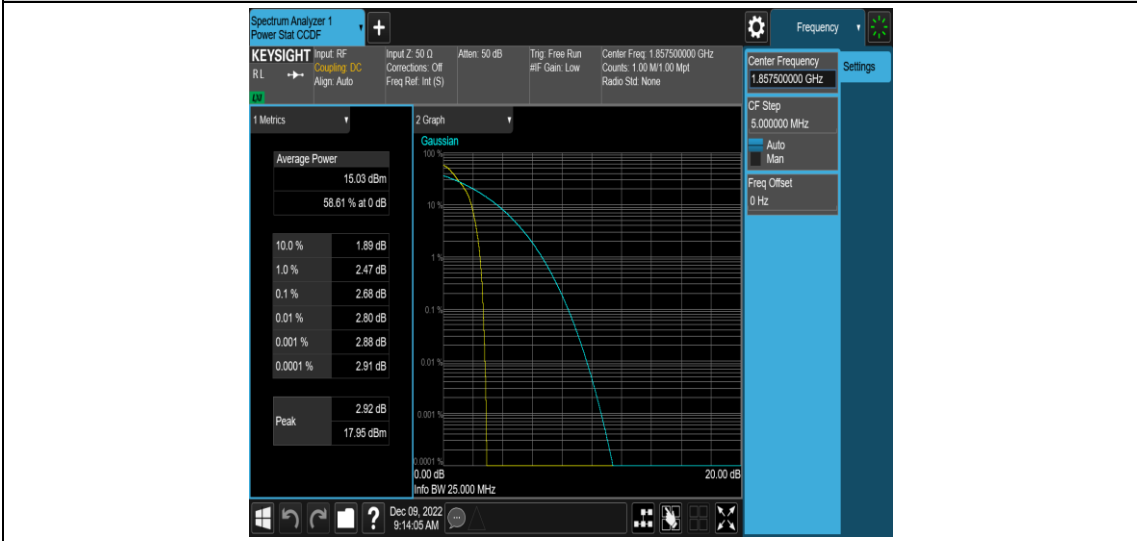 Spectrum Analyzer 1
Power Stat CCDF
+
Frequency
KEYSIGHT
R L
LXI
Input: RF
Coupling: DC
Align: Auto
Input Z: 50 Ω
Corrections: Off
Freq Ref: Int (S)
Atten: 50 dB
Trig: Free Run
#IF Gain: Low
Center Freq: 1.857500000 GHz
Counts: 1.00 M/1.00 Mpt
Radio Std: None
Center Frequency
1.857500000 GHz
Settings
CF Step
5.000000 MHz
Auto
Man
Freq Offset
0 Hz
1 Metrics
Average Power
15.03 dBm
58.61 % at 0 dB
10.0 % 1.89 dB
1.0 % 2.47 dB
0.1 % 2.68 dB
0.01 % 2.80 dB
0.001 % 2.88 dB
0.0001 % 2.91 dB
Peak
2.92 dB
17.95 dBm
2 Graph
Gaussian
100 %
10 %
1 %
0.1 %
0.01 %
0.001 %
0.0001 %
0.00 dB 20.00 dB
Info BW 25.000 MHz
?
Dec 09, 2022
9:14:05 AM